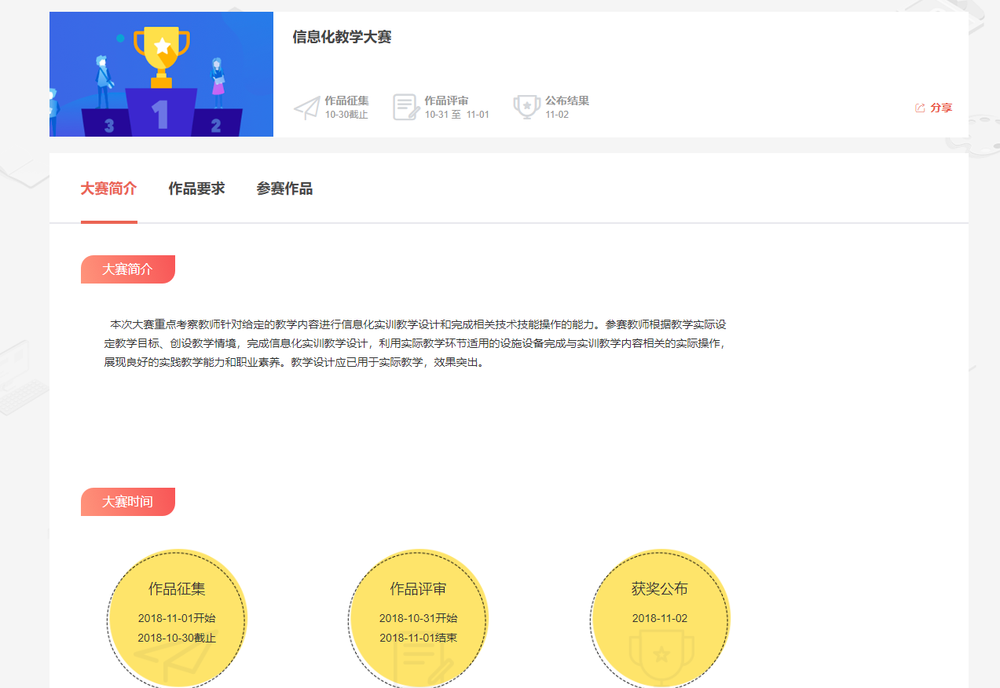 信息化教学大赛
作品征集
10-30截止
作品评审
10-31 至 11-01
公布结果
11-02
分享
3
1
2
大赛简介
作品要求
参赛作品
大赛简介
本次大赛重点考察教师针对给定的教学内容进行信息化实训教学设计和完成相关技术技能操作的能力。参赛教师根据教学实际设
定教学目标、创设教学情境，完成信息化实训教学设计，利用实际教学环节适用的设施设备完成与实训教学内容相关的实际操作，
展现良好的实践教学能力和职业素养。教学设计应已用于实际教学，效果突出。
大赛时间
作品征集
2018-11-01开始
2018-10-30截止
作品评审
2018-10-31开始
2018-11-01结束
获奖公布
2018-11-02